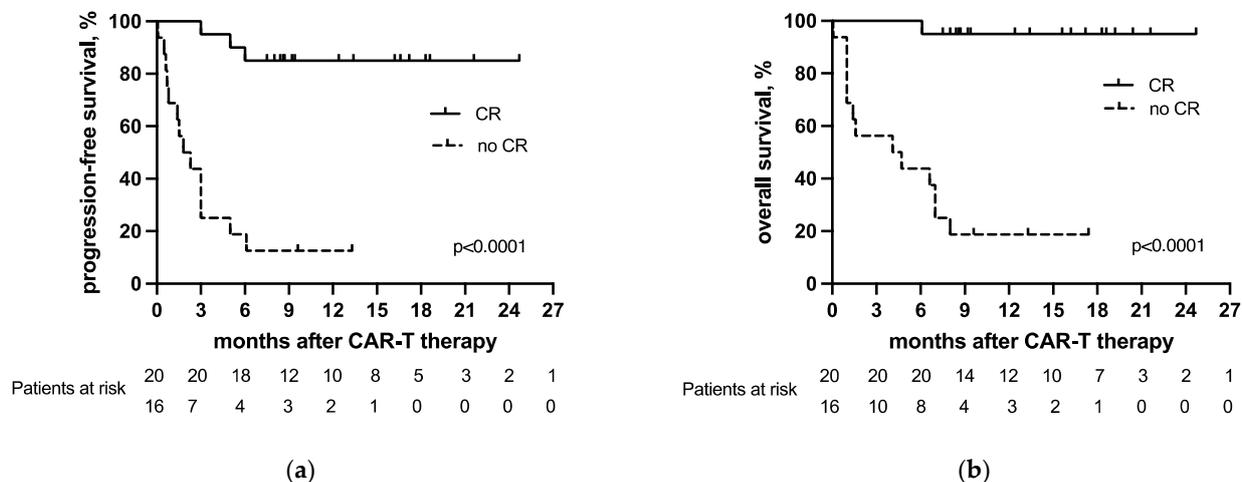 progression-free survival, %
100
80
60
40
20
0
CR
no CR
p<0.0001
0 3 6 9 12 15 18 21 24 27
months after CAR-T therapy
Patients at risk
20 20 18 12 10 8 5 3 2 1
16 7 4 3 2 1 0 0 0 0
(a)
overall survival, %
100
80
60
40
20
0
CR
no CR
p<0.0001
0 3 6 9 12 15 18 21 24 27
months after CAR-T therapy
Patients at risk
20 20 20 14 12 10 7 3 2 1
16 10 8 4 3 2 1 0 0 0
(b)